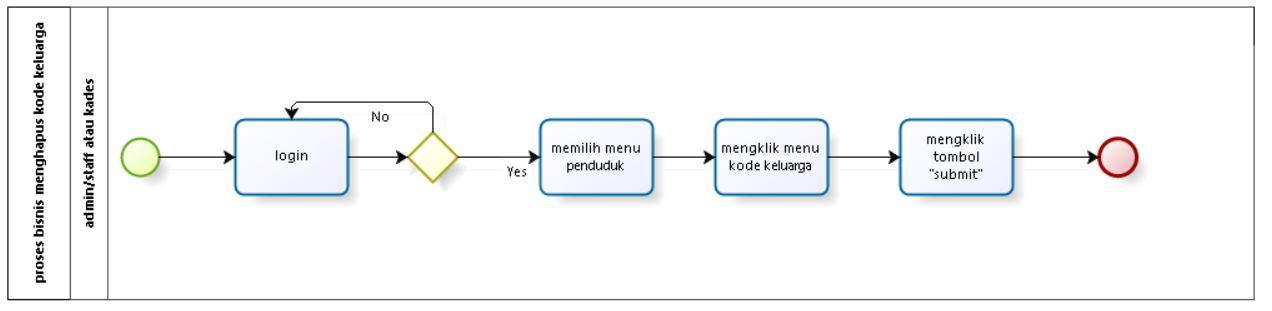 proses bisnis menghapus kode keluarga
admin/staff atau kades
login
No
Yes
memilih menu
penduduk
mengklik menu
kode keluarga
mengklik
tombol
"submit"